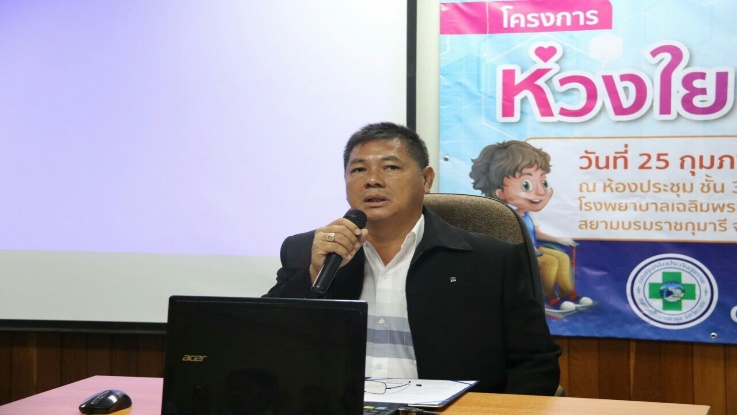 โครงการ
ห่วงใย
วันที่ 25 กุมภา
ณ ห้องประชุม ชั้น 3
โรงพยาบาลเฉลิมพระ
สยามบรมราชกุมารี จ
acer